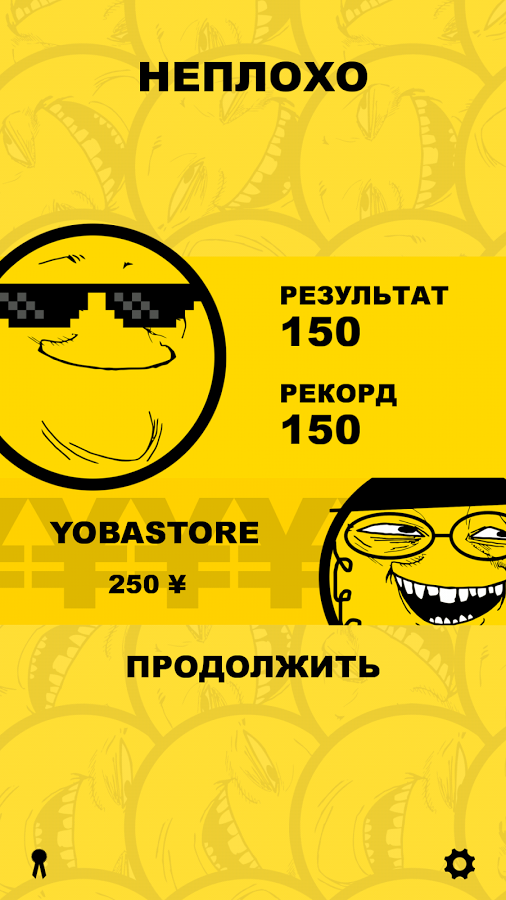 НЕПЛОХО
РЕЗУЛЬТАТ
150
РЕКОРД
150
YOBASTORE
250 ¥
ПРОДОЛЖИТЬ